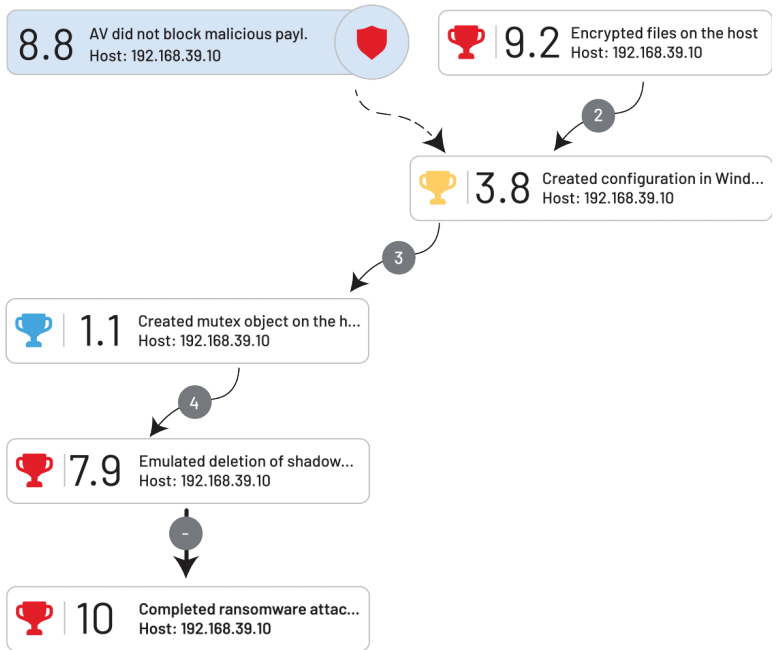 8.8
AV did not block malicious payl.
Host: 192.168.39.10
9.2
Encrypted files on the host
Host: 192.168.39.10
2
3.8
Created configuration in Wind...
Host: 192.168.39.10
3
1.1
Created mutex object on the h...
Host: 192.168.39.10
4
7.9
Emulated deletion of shadow...
Host: 192.168.39.10
-
10
Completed ransomware attac...
Host: 192.168.39.10